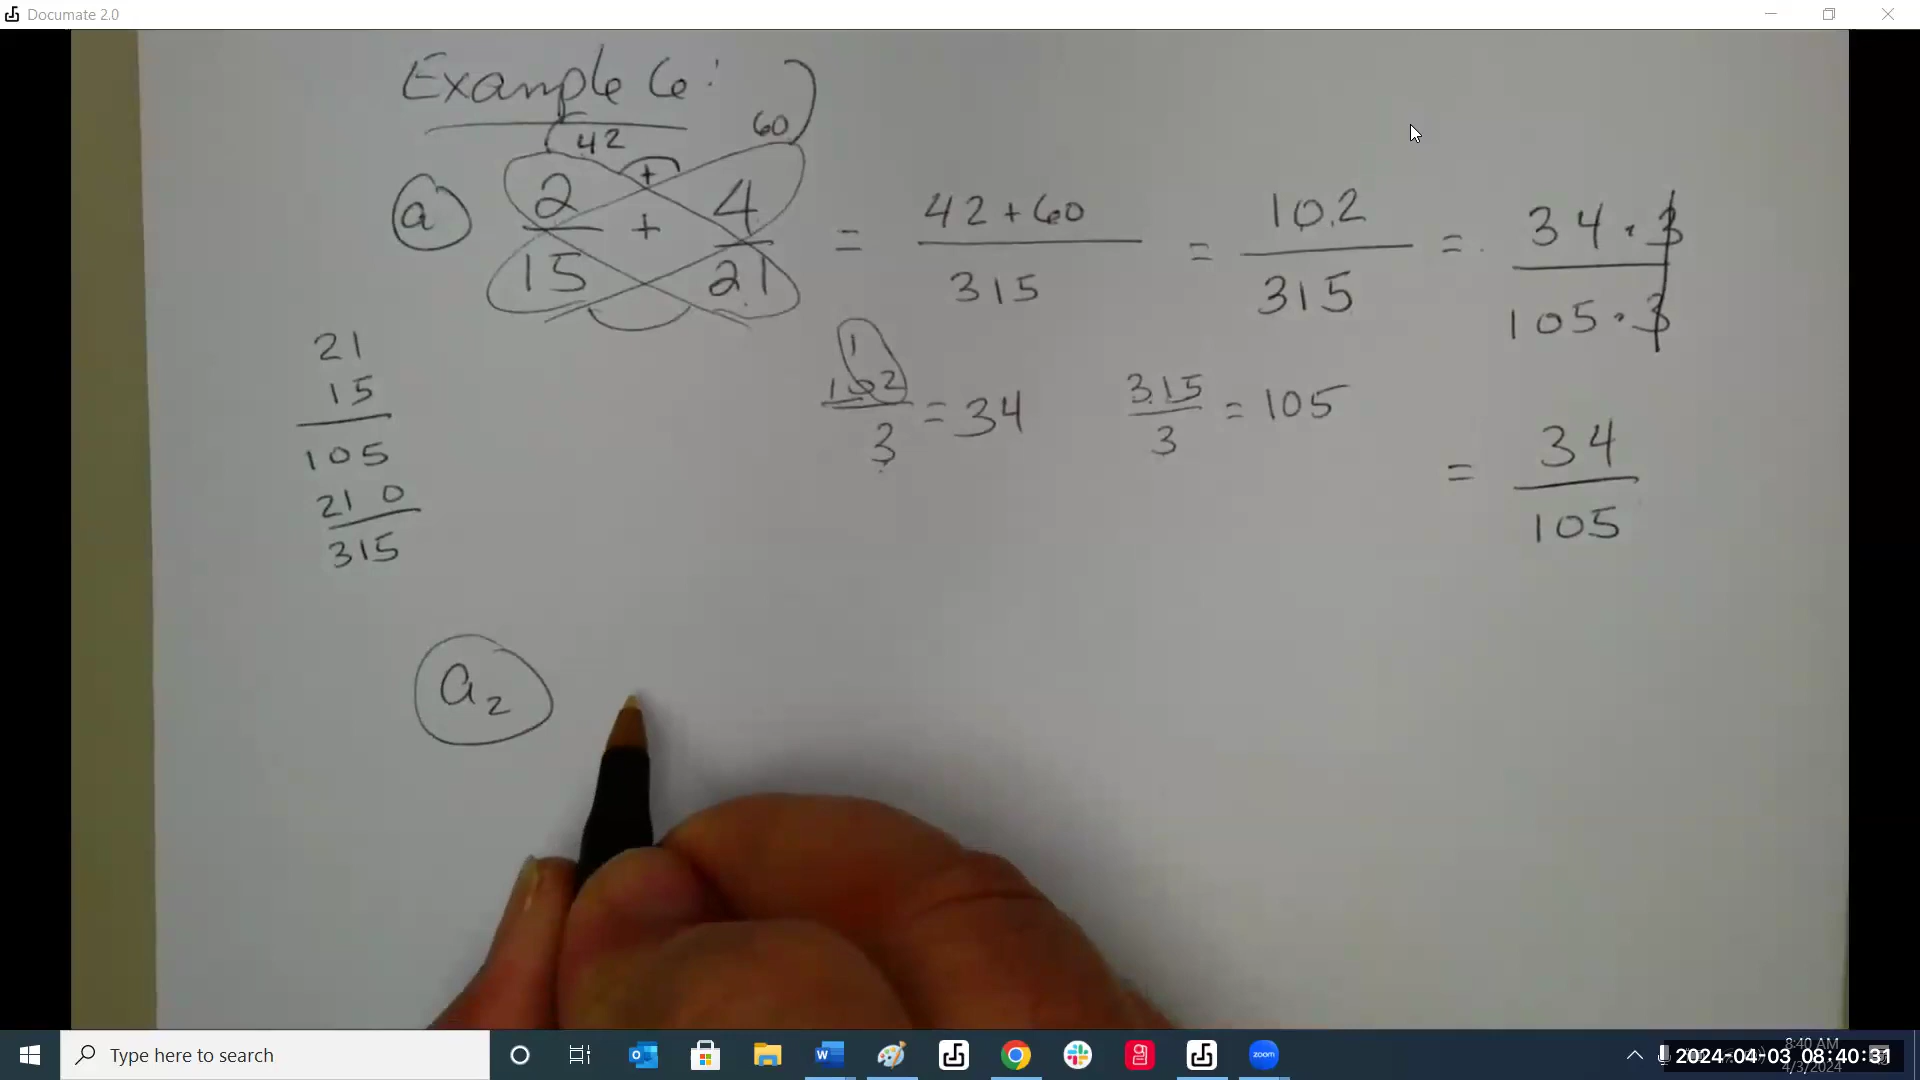 Documate 2.0
Example 6:
42 + 60
a 2/15 + 4/21 = 42+60/315 = 102/315 = 34·3/105·3
21
15
105
210
315
1
102/3 = 34 315/3 = 105
= 34/105
a₂
Type here to search
8:40 AM
4/3/2024
2024-04-03 08:40:31
zoom